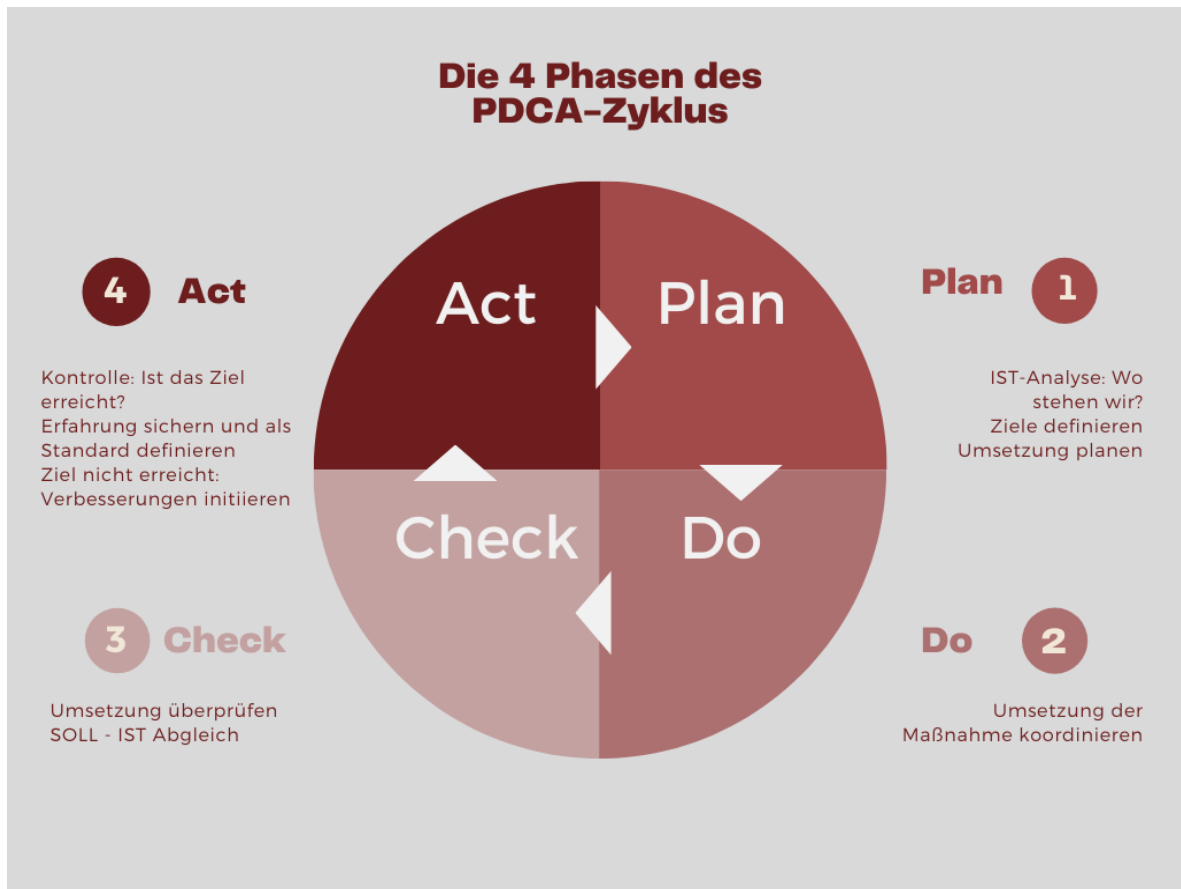 Die 4 Phasen des
PDCA-Zyklus
Act
Plan
Check
Do
4 Act
Kontrolle: Ist das Ziel
erreicht?
Erfahrung sichern und als
Standard definieren
Ziel nicht erreicht:
Verbesserungen initiieren
Plan 1
IST-Analyse: Wo
stehen wir?
Ziele definieren
Umsetzung planen
3 Check
Umsetzung überprüfen
SOLL - IST Abgleich
Do 2
Umsetzung der
Maßnahme koordinieren